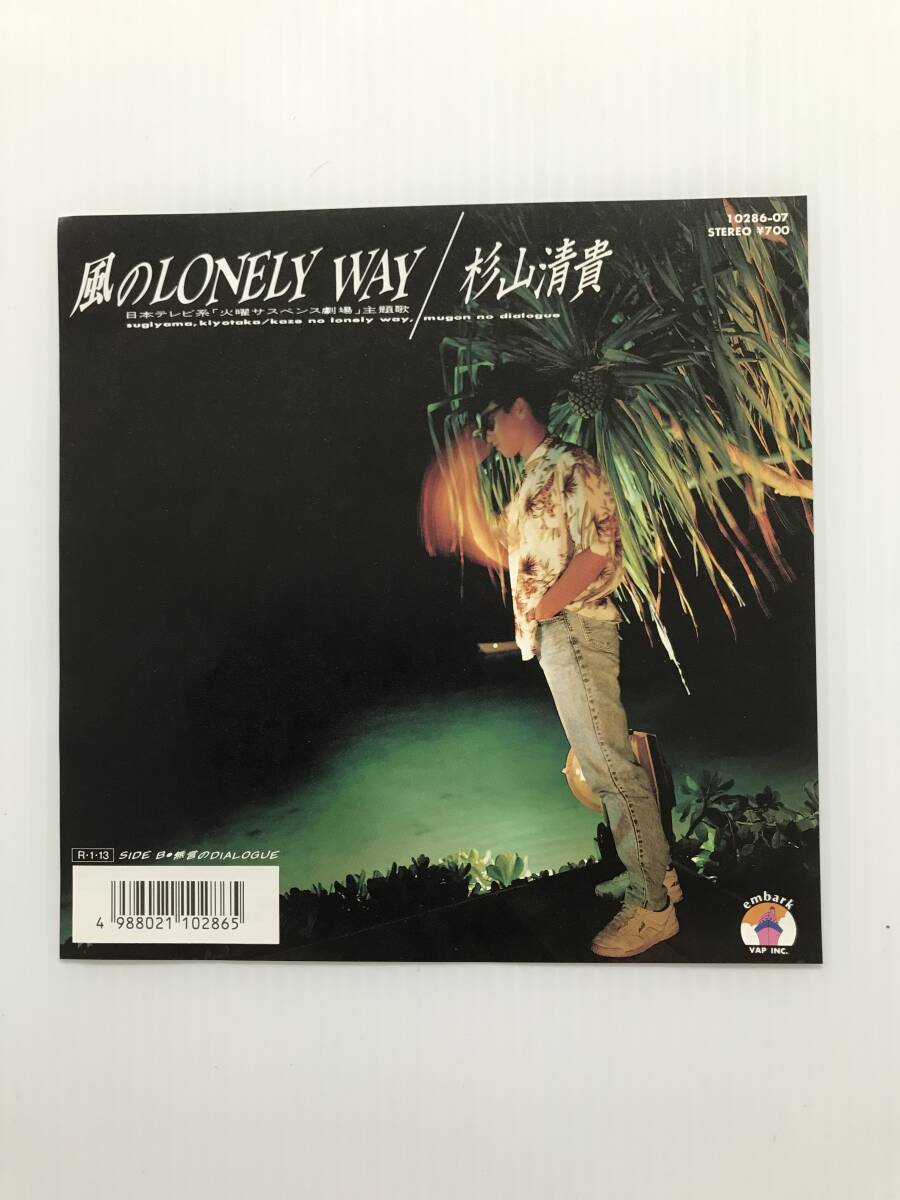 10286-07
STEREO ¥700
風のLONELY WAY/杉山清貴
日本テレビ系「火曜サスペンス劇場」主題歌
sugiyama,kiyotaka/kaze no lonely way, mugon no dialogue
R・1・13 SIDE B●無言のDIALOGUE
4 988021 102865
embark
VAP INC.